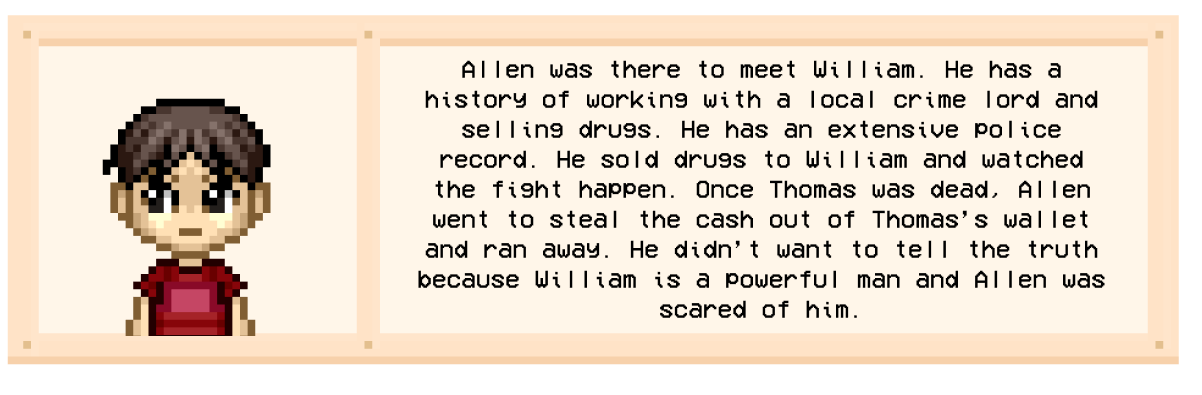 Allen was there to meet William. He has a
history of working with a local crime lord and
selling drugs. He has an extensive police
record. He sold drugs to William and watched
the fight happen. Once Thomas was dead, Allen
went to steal the cash out of Thomas's wallet
and ran away. He didn't want to tell the truth
because William is a powerful man and Allen was
scared of him.